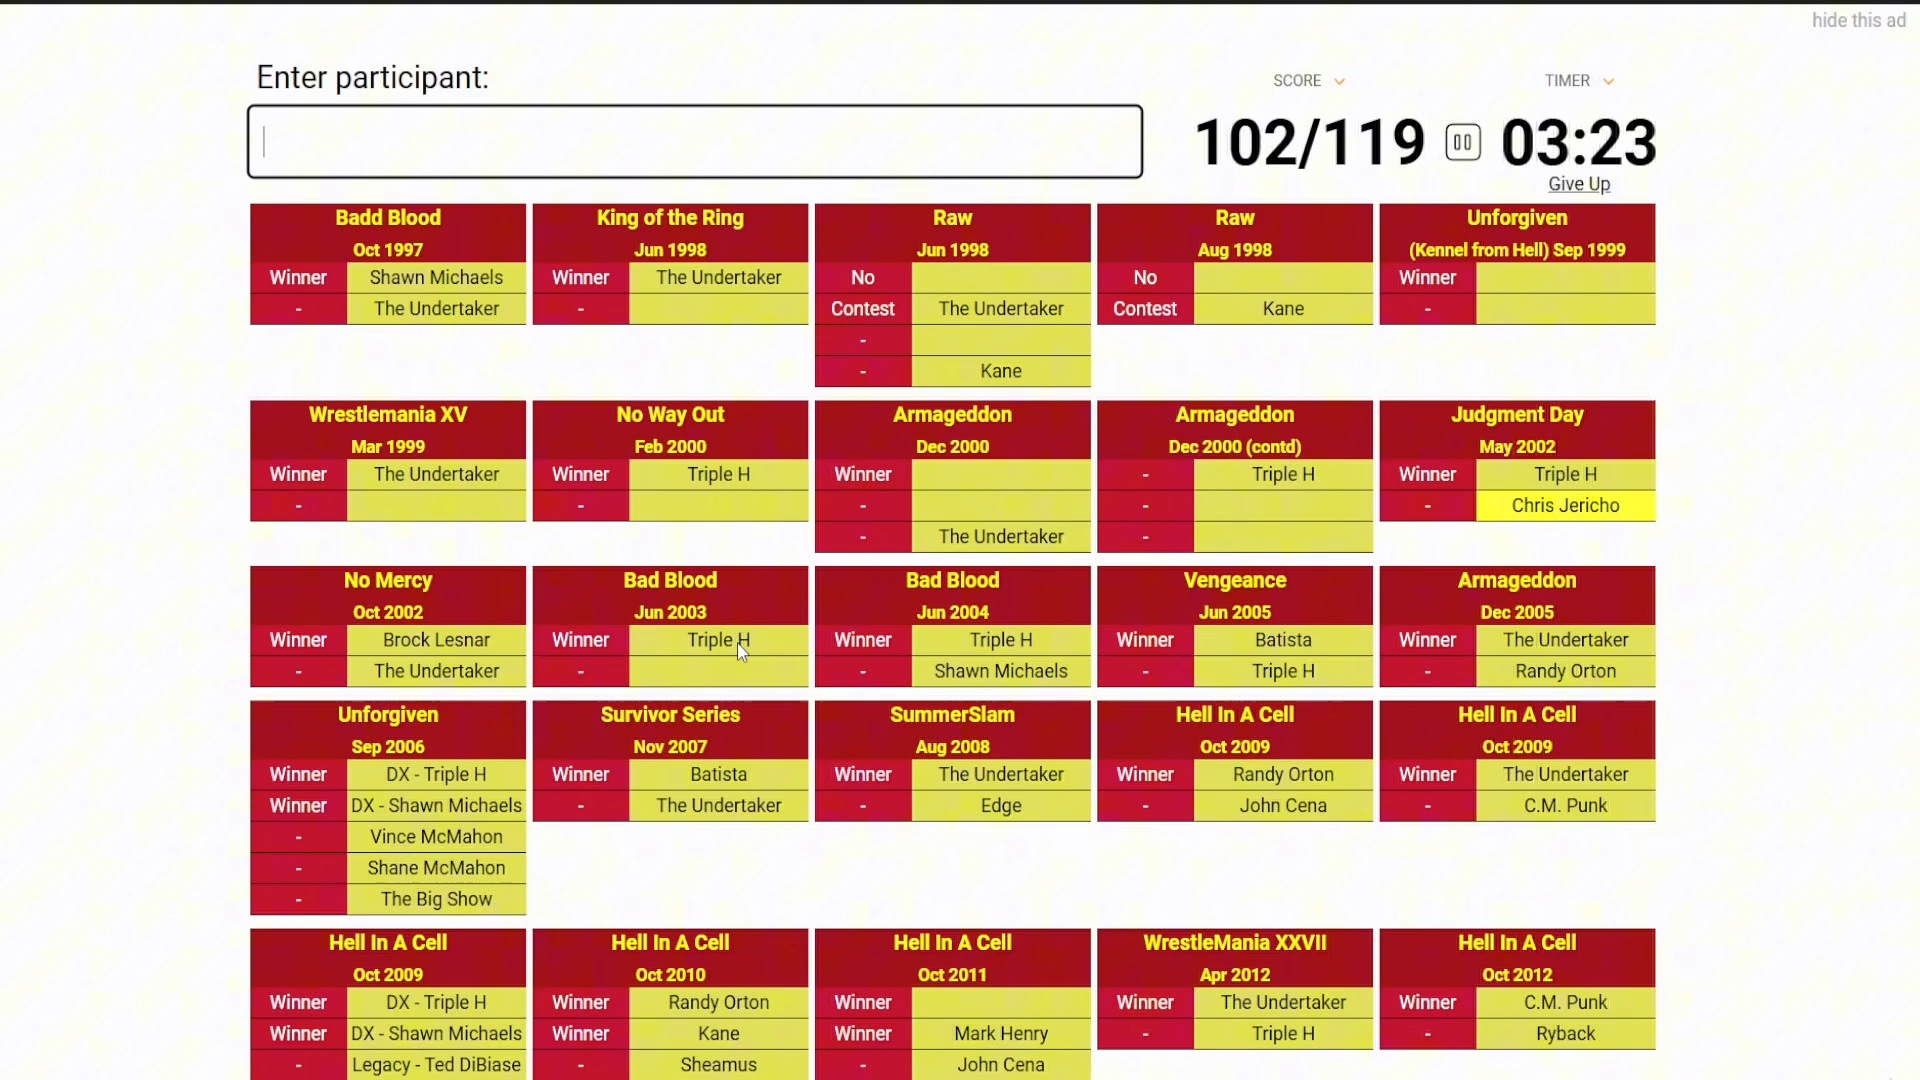 hide this ad
Enter participant:
SCORE
TIMER
102/119
03:23
Give Up
Badd Blood
Oct 1997
Winner Shawn Michaels
- The Undertaker
King of the Ring
Jun 1998
Winner The Undertaker
-
Raw
Jun 1998
No
Contest The Undertaker
-
- Kane
Raw
Aug 1998
No
Contest Kane
Unforgiven
(Kennel from Hell) Sep 1999
Winner
-
Wrestlemania XV
Mar 1999
Winner The Undertaker
-
No Way Out
Feb 2000
Winner Triple H
-
Armageddon
Dec 2000
Winner
-
- The Undertaker
Armageddon
Dec 2000 (contd)
- Triple H
-
-
Judgment Day
May 2002
Winner Triple H
- Chris Jericho
No Mercy
Oct 2002
Winner Brock Lesnar
- The Undertaker
Bad Blood
Jun 2003
Winner Triple H
-
Bad Blood
Jun 2004
Winner Triple H
- Shawn Michaels
Vengeance
Jun 2005
Winner Batista
- Triple H
Armageddon
Dec 2005
Winner The Undertaker
- Randy Orton
Unforgiven
Sep 2006
Winner DX - Triple H
Winner DX - Shawn Michaels
- Vince McMahon
- Shane McMahon
- The Big Show
Survivor Series
Nov 2007
Winner Batista
- The Undertaker
SummerSlam
Aug 2008
Winner The Undertaker
- Edge
Hell In A Cell
Oct 2009
Winner Randy Orton
- John Cena
Hell In A Cell
Oct 2009
Winner The Undertaker
- C.M. Punk
Hell In A Cell
Oct 2009
Winner DX - Triple H
Winner DX - Shawn Michaels
- Legacy - Ted DiBiase
Hell In A Cell
Oct 2010
Winner Randy Orton
Winner Kane
- Sheamus
Hell In A Cell
Oct 2011
Winner
Winner Mark Henry
- John Cena
WrestleMania XXVII
Apr 2012
Winner The Undertaker
- Triple H
Hell In A Cell
Oct 2012
Winner C.M. Punk
- Ryback